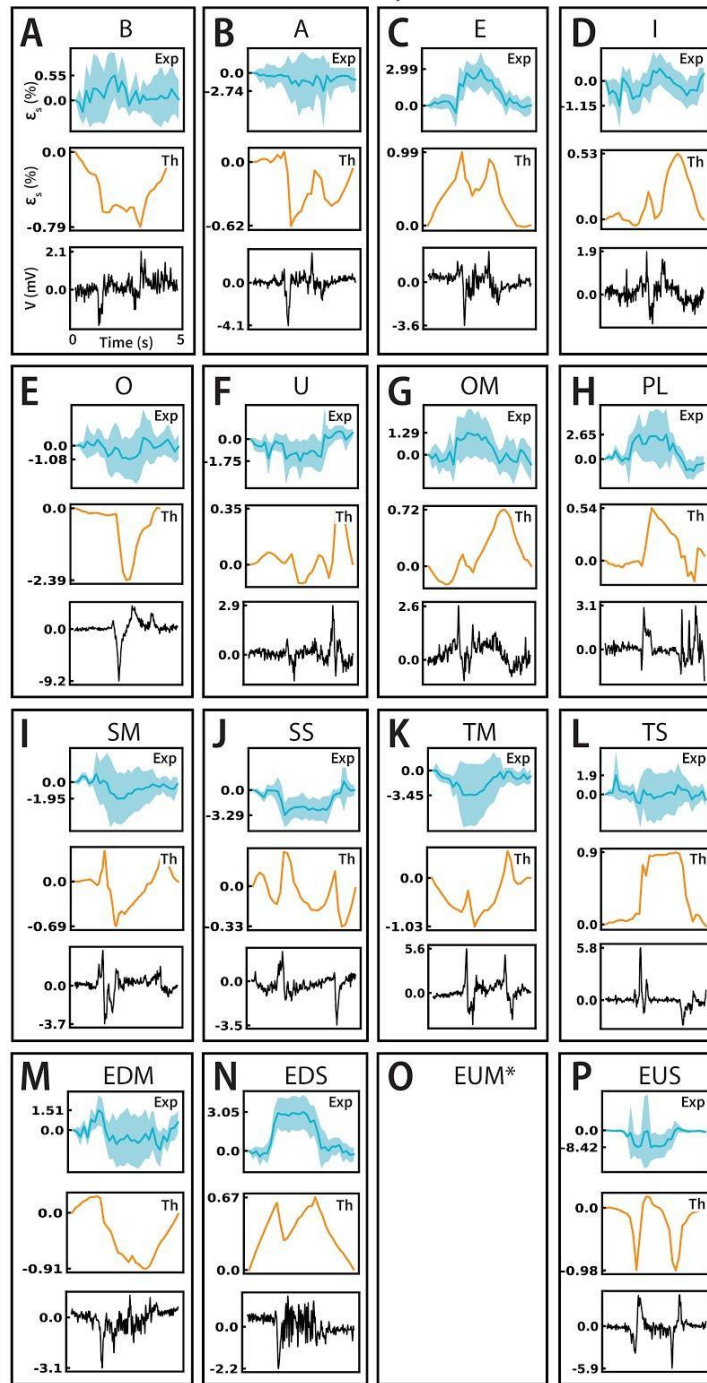 A B
Exp
εs (%)
0.55
0.0
εs (%)
0.0
Th
-0.79
V (mV)
2.1
0.0
0 Time (s) 5
B A
Exp
0.0
-2.74
Th
0.0
-0.62
0.0
-4.1
C E
Exp
2.99
0.0
0.99
Th
0.0
0.0
-3.6
D I
Exp
0.0
-1.15
0.53
Th
0.0
1.9
0.0
E O
Exp
0.0
-1.08
0.0
Th
-2.39
0.0
-9.2
F U
Exp
0.0
-1.75
0.35
Th
0.0
2.9
0.0
G OM
Exp
1.29
0.0
0.72
Th
0.0
2.6
0.0
H PL
Exp
2.65
0.0
0.54
Th
0.0
3.1
0.0
I SM
Exp
0.0
-1.95
Th
0.0
-0.69
0.0
-3.7
J SS
Exp
0.0
-3.29
Th
0.0
-0.33
0.0
-3.5
K TM
Exp
0.0
-3.45
Th
0.0
-1.03
5.6
0.0
L TS
Exp
1.9
0.0
0.9
Th
0.0
5.8
0.0
M EDM
Exp
1.51
0.0
Th
0.0
-0.91
0.0
-3.1
N EDS
Exp
3.05
0.0
0.67
Th
0.0
0.0
-2.2
O EUM*
P EUS
Exp
0.0
-8.42
Th
0.0
-0.98
0.0
-5.9